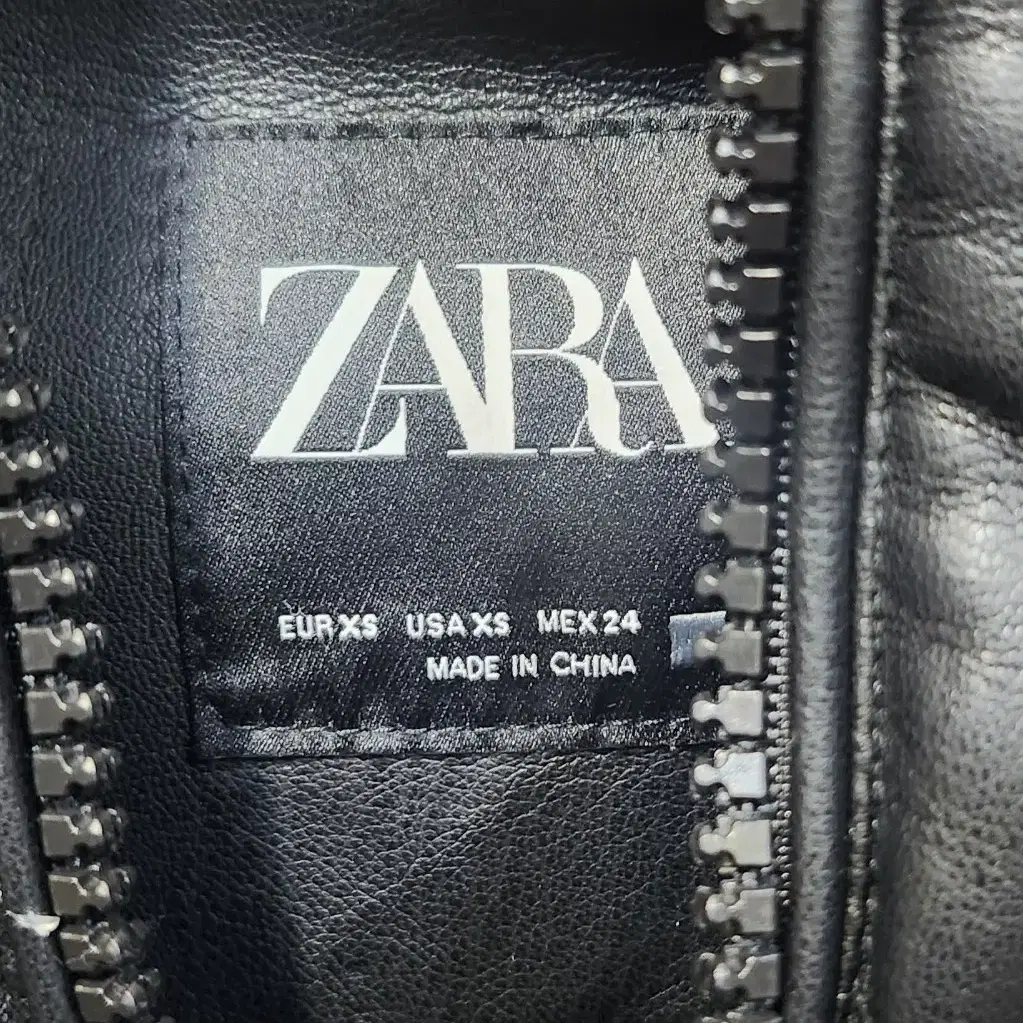 ZARA
EUR XS USA XS MEX 24
MADE IN CHINA